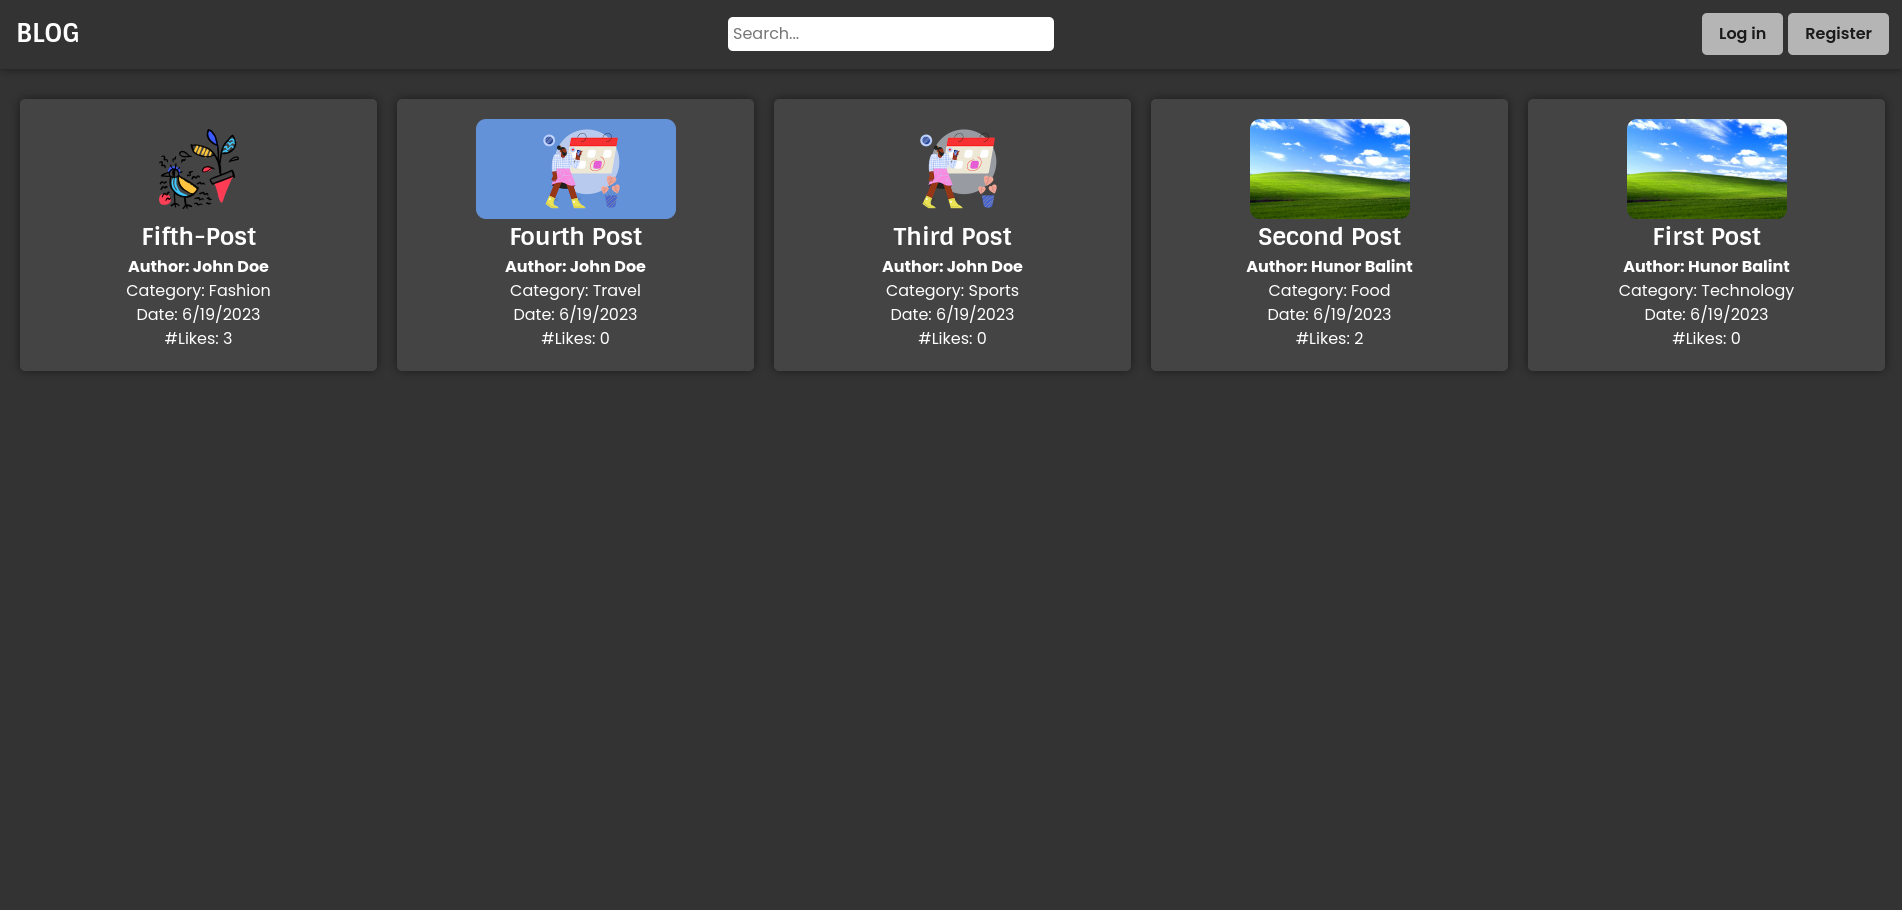 BLOG
Search...
Log in
Register
Fifth-Post
Author: John Doe
Category: Fashion
Date: 6/19/2023
#Likes: 3
Fourth Post
Author: John Doe
Category: Travel
Date: 6/19/2023
#Likes: 0
Third Post
Author: John Doe
Category: Sports
Date: 6/19/2023
#Likes: 0
Second Post
Author: Hunor Balint
Category: Food
Date: 6/19/2023
#Likes: 2
First Post
Author: Hunor Balint
Category: Technology
Date: 6/19/2023
#Likes: 0